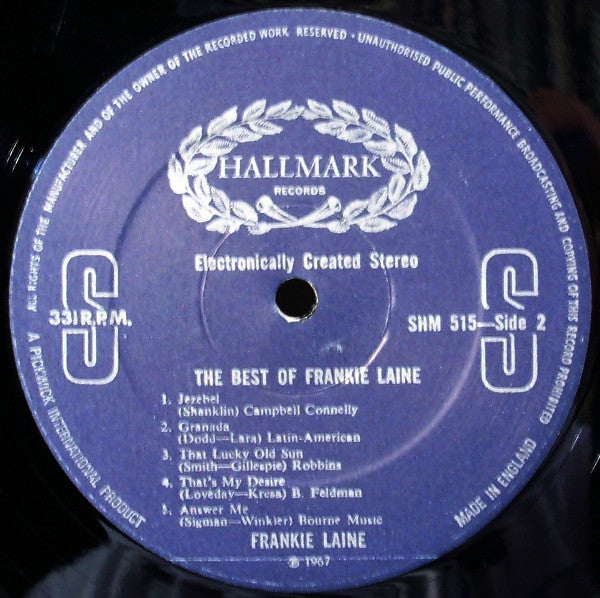 ALL RIGHTS OF THE MANUFACTURER AND OF THE OWNER OF THE RECORDED WORK RESERVED · UNAUTHORISED PUBLIC PERFORMANCE BROADCASTING AND COPYING OF THIS RECORD PROHIBITED
HALLMARK
RECORDS
Electronically Created Stereo
S S
33⅓ R.P.M.
SHM 515—Side 2
THE BEST OF FRANKIE LAINE
1. Jezebel
(Shanklin) Campbell Connelly
2. Granada
(Dodd—Lara) Latin-American
3. That Lucky Old Sun
(Smith—Gillespie) Robbins
4. That's My Desire
(Loveday—Kresa) B. Feldman
5. Answer Me
(Sigman—Winkler) Bourne Music
FRANKIE LAINE
℗ 1967
A PICKWICK INTERNATIONAL PRODUCT
MADE IN ENGLAND